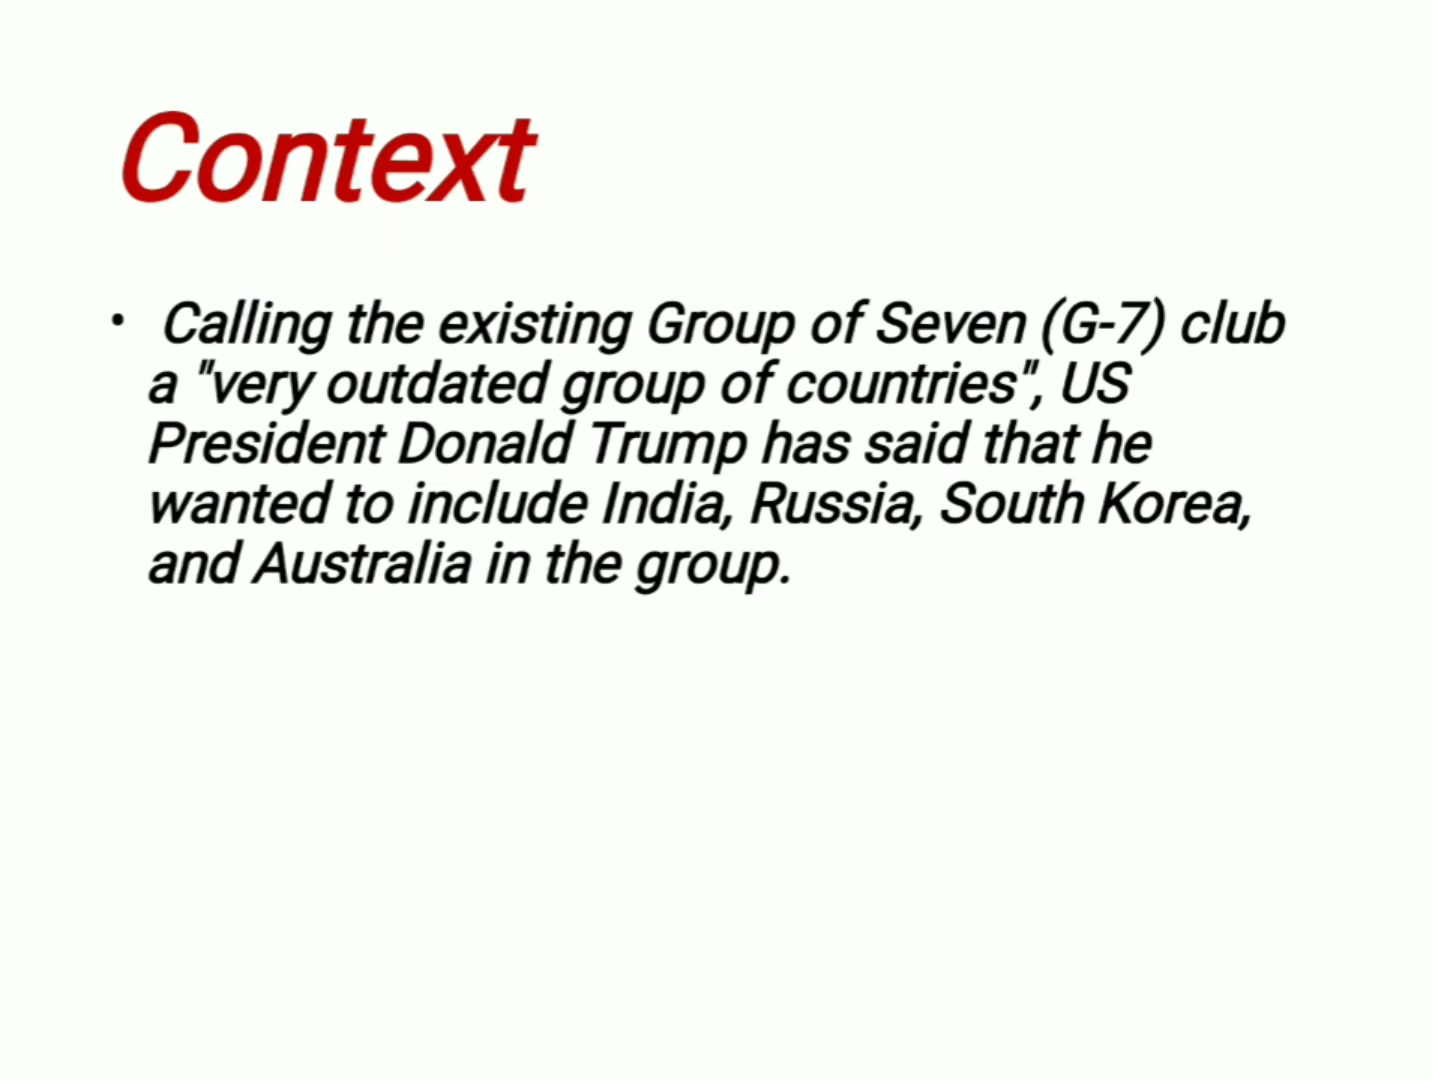 Context
• Calling the existing Group of Seven (G-7) club
a "very outdated group of countries", US
President Donald Trump has said that he
wanted to include India, Russia, South Korea,
and Australia in the group.